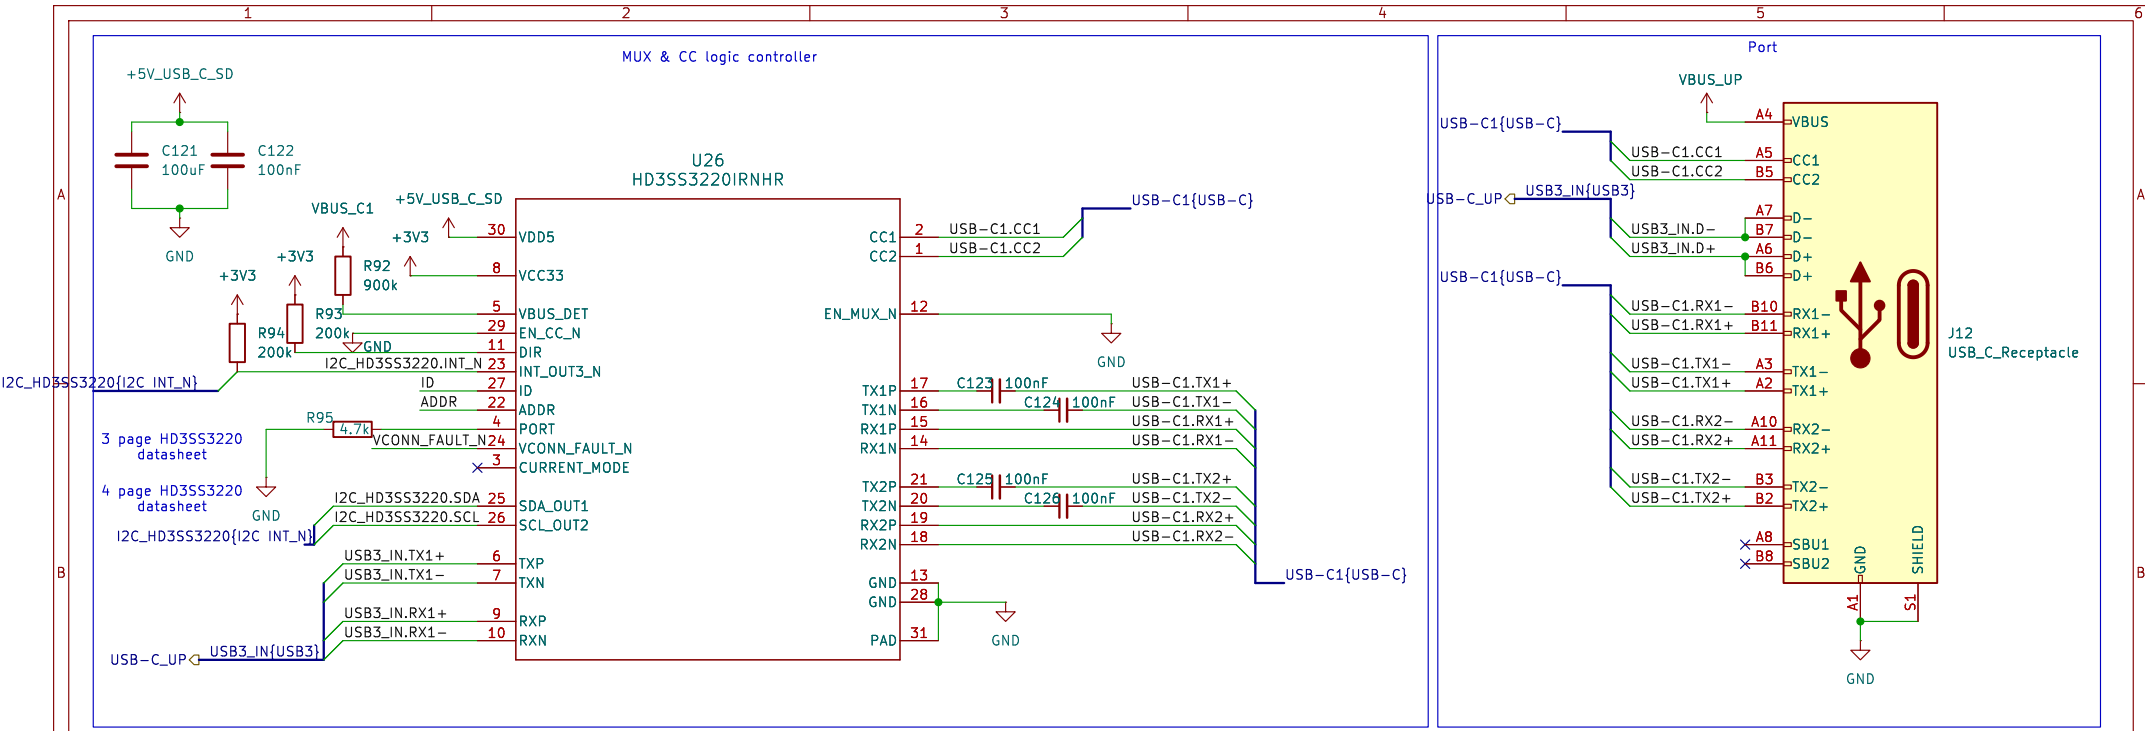 1
2
3
4
5
6
MUX & CC logic controller
+5V_USB_C_SD
C121
100uF
C122
100nF
GND
U26
HD3SS3220IRNHR
+5V_USB_C_SD
VBUS_C1
+3V3
R92
900k
+3V3
R93
200k
+3V3
R94
200k
GND
I2C_HD3SS3220.INT_N
I2C_HD3SS3220{I2C INT_N}
ID
ADDR
R95
4.7k
VCONN_FAULT_N
GND
3 page HD3SS3220
datasheet
4 page HD3SS3220
datasheet
I2C_HD3SS3220.SDA
I2C_HD3SS3220.SCL
I2C_HD3SS3220{I2C INT_N}
USB3_IN.TX1+
USB3_IN.TX1-
USB3_IN.RX1+
USB3_IN.RX1-
USB3_IN{USB3}
USB-C_UP
30 VDD5
8 VCC33
5 VBUS_DET
29 EN_CC_N
11 DIR
23 INT_OUT3_N
27 ID
22 ADDR
4 PORT
24 VCONN_FAULT_N
3 CURRENT_MODE
25 SDA_OUT1
26 SCL_OUT2
6 TXP
7 TXN
9 RXP
10 RXN
CC1 2 USB-C1.CC1
CC2 1 USB-C1.CC2
USB-C1{USB-C}
EN_MUX_N 12
GND
TX1P 17 C123 100nF USB-C1.TX1+
TX1N 16 C124 100nF USB-C1.TX1-
RX1P 15 USB-C1.RX1+
RX1N 14 USB-C1.RX1-
TX2P 21 C125 100nF USB-C1.TX2+
TX2N 20 C126 100nF USB-C1.TX2-
RX2P 19 USB-C1.RX2+
RX2N 18 USB-C1.RX2-
USB-C1{USB-C}
GND 13
GND 28
PAD 31
GND
Port
VBUS_UP
USB-C1{USB-C}
USB-C1.CC1
USB-C1.CC2
USB-C_UP
USB3_IN{USB3}
USB3_IN.D-
USB3_IN.D+
USB-C1{USB-C}
USB-C1.RX1-
USB-C1.RX1+
USB-C1.TX1-
USB-C1.TX1+
USB-C1.RX2-
USB-C1.RX2+
USB-C1.TX2-
USB-C1.TX2+
A4 VBUS
A5 CC1
B5 CC2
A7 D-
B7 D-
A6 D+
B6 D+
B10 RX1-
B11 RX1+
A3 TX1-
A2 TX1+
A10 RX2-
A11 RX2+
B3 TX2-
B2 TX2+
A8 SBU1
B8 SBU2
GND
SHIELD
A1
S1
J12
USB_C_Receptacle
GND
A
B
A
B